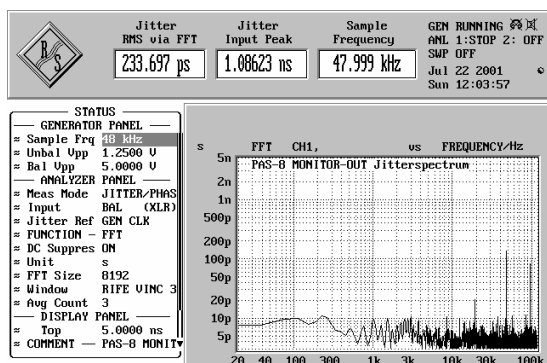 R S
Jitter
RMS via FFT
233.697 ps
Jitter
Input Peak
1.08623 ns
Sample
Frequency
47.999 kHz
GEN RUNNING
ANL 1:STOP 2: OFF
SWP OFF
Jul 22 2001
Sun 12:03:57
STATUS
GENERATOR PANEL
≈ Sample Frq 48 kHz
≈ Unbal Vpp 1.2500 V
≈ Bal Vpp 5.0000 V
ANALYZER PANEL
≈ Meas Mode JITTER/PHAS
≈ Input BAL (XLR)
≈ Jitter Ref GEN CLK
≈ FUNCTION — FFT
≈ DC Suppres ON
≈ Unit s
≈ FFT Size 8192
≈ Window RIFE VINC 3
≈ Avg Count 3
DISPLAY PANEL
≈ Top 5.0000 ns
≈ COMMENT — PAS-8 MONIT▼
s FFT CH1, vs FREQUENCY/Hz
PAS-8 MONITOR-OUT Jitterspectrum
5n
2n
1n
500p
200p
100p
50p
20p
10p
5p
20 40 100 300 1k 3k 10k 30k 100k